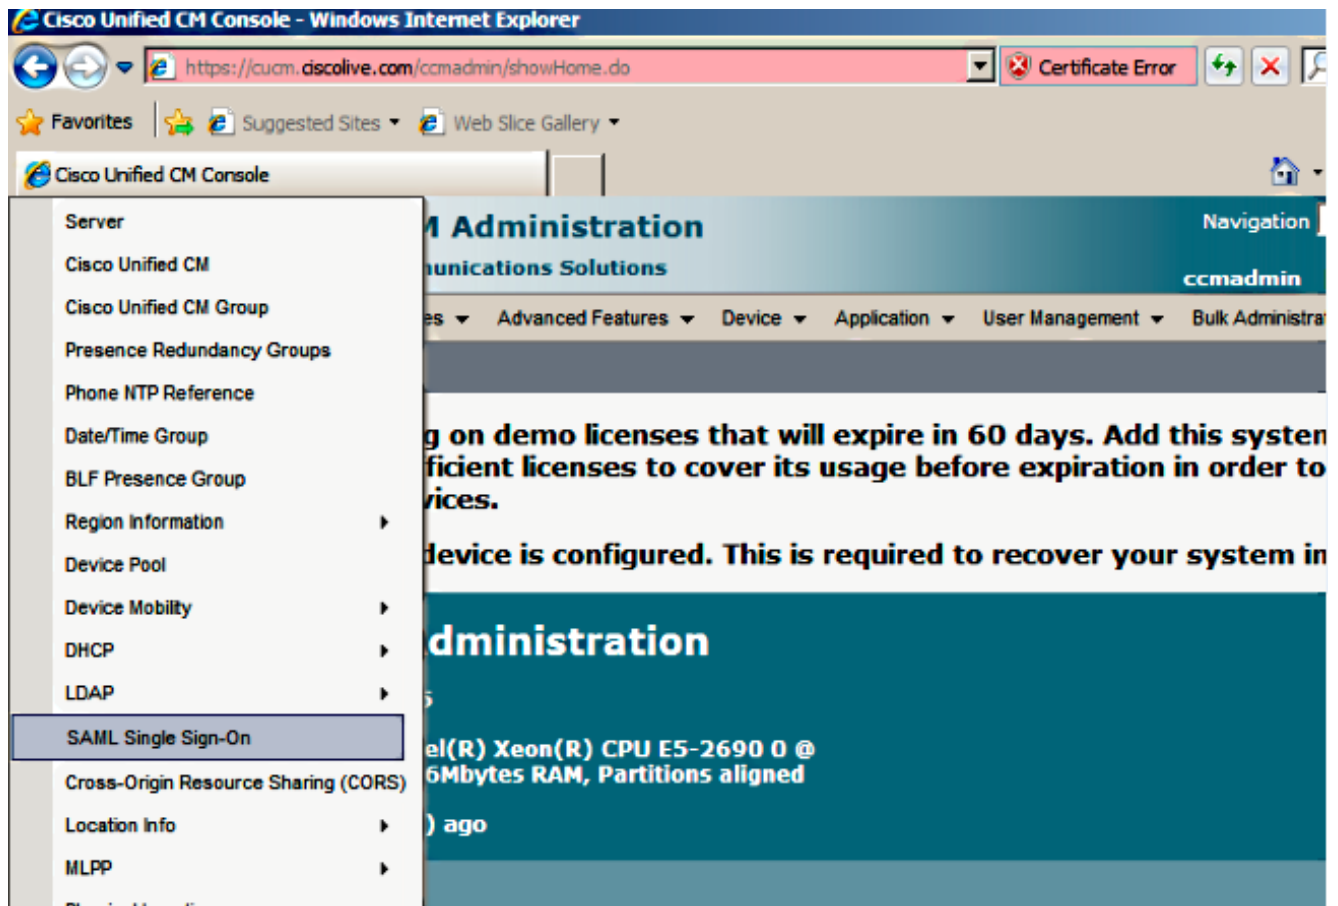 Cisco Unified CM Console - Windows Internet Explorer
https://cucm.ciscolive.com/ccmadmin/showHome.do
Certificate Error
Favorites
Suggested Sites
Web Slice Gallery
Cisco Unified CM Console
Server
Cisco Unified CM
Cisco Unified CM Group
Presence Redundancy Groups
Phone NTP Reference
Date/Time Group
BLF Presence Group
Region Information
Device Pool
Device Mobility
DHCP
LDAP
SAML Single Sign-On
Cross-Origin Resource Sharing (CORS)
Location Info
MLPP
M Administration
Navigation
unications Solutions
ccmadmin
es Advanced Features Device Application User Management Bulk Administra
g on demo licenses that will expire in 60 days. Add this system
ficient licenses to cover its usage before expiration in order to
vices.
device is configured. This is required to recover your system in
dministration
el(R) Xeon(R) CPU E5-2690 0 @
6Mbytes RAM, Partitions aligned
) ago